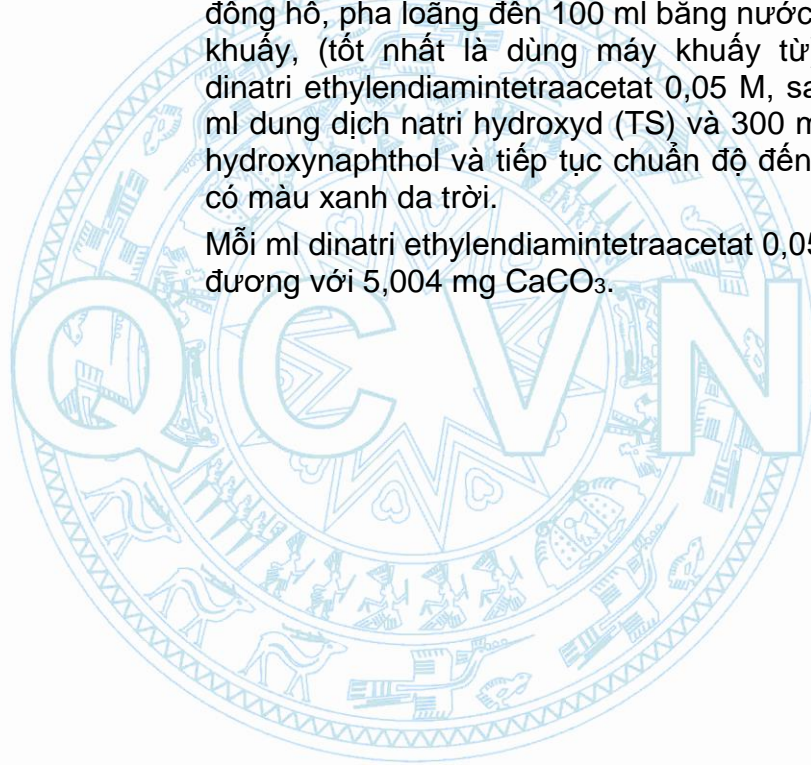 đồng hồ, pha loãng đến 100 ml bằng nước
khuấy, (tốt nhất là dùng máy khuấy từ
dinatri ethylendiamintetraacetat 0,05 M, sa
ml dung dịch natri hydroxyd (TS) và 300 m
hydroxynaphthol và tiếp tục chuẩn độ đến
có màu xanh da trời.
Mỗi ml dinatri ethylendiamintetraacetat 0,05
đương với 5,004 mg CaCO₃.
QCVN